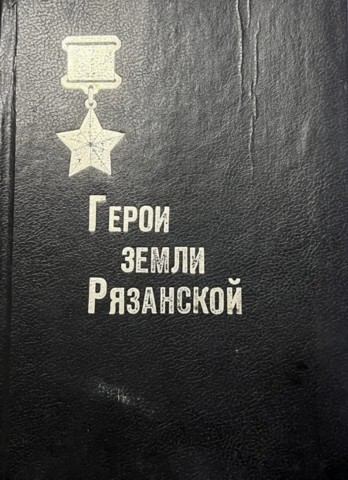 Герои
земли
Рязанской